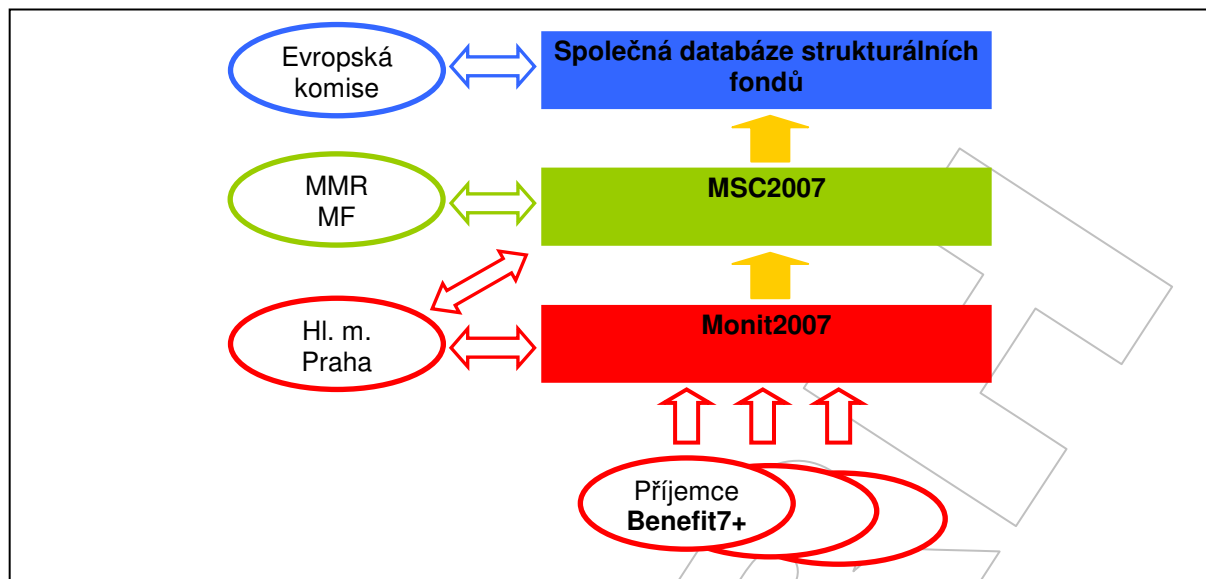 Evropská
komise
Společná databáze strukturálních
fondů
MMR
MF
MSC2007
Hl. m.
Praha
Monit2007
Příjemce
Benefit7+